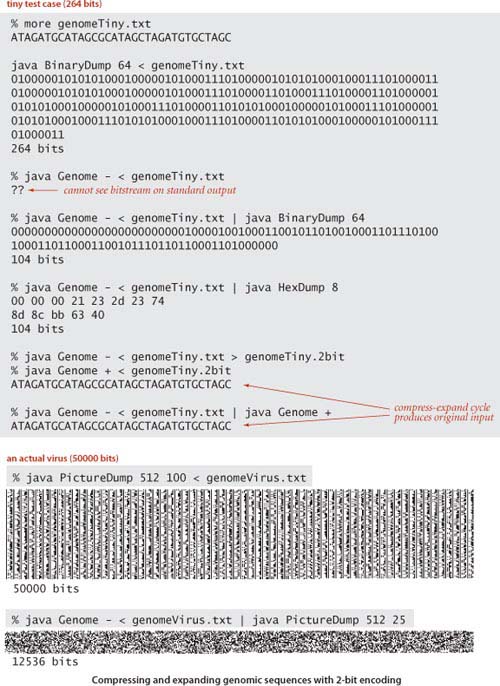 tiny test case (264 bits)
% more genomeTiny.txt
ATAGATGCATAGCGCATAGCTAGATGTGCTAGC
java BinaryDump 64 < genomeTiny.txt
0100000101010100010000010100011101000001010101000100011101000011
0100000101010100010000010100011101000011010001110100001101000001
0101010001000001010001110100001101010100010000010100011101000001
0101010001000111010101000100011101000011010101000100000101000111
01000011
264 bits
% java Genome - < genomeTiny.txt
?? cannot see bitstream on standard output
% java Genome - < genomeTiny.txt | java BinaryDump 64
0000000000000000000000000010000100100011001011010010001101110100
1000110110001100101110110110001101000000
104 bits
% java Genome - < genomeTiny.txt | java HexDump 8
00 00 00 21 23 2d 23 74
8d 8c bb 63 40
104 bits
% java Genome - < genomeTiny.txt > genomeTiny.2bit
% java Genome + < genomeTiny.2bit
ATAGATGCATAGCGCATAGCTAGATGTGCTAGC
% java Genome - < genomeTiny.txt | java Genome +
ATAGATGCATAGCGCATAGCTAGATGTGCTAGC
compress-expand cycle
produces original input
an actual virus (50000 bits)
% java PictureDump 512 100 < genomeVirus.txt
50000 bits
% java Genome - < genomeVirus.txt | java PictureDump 512 25
12536 bits
Compressing and expanding genomic sequences with 2-bit encoding